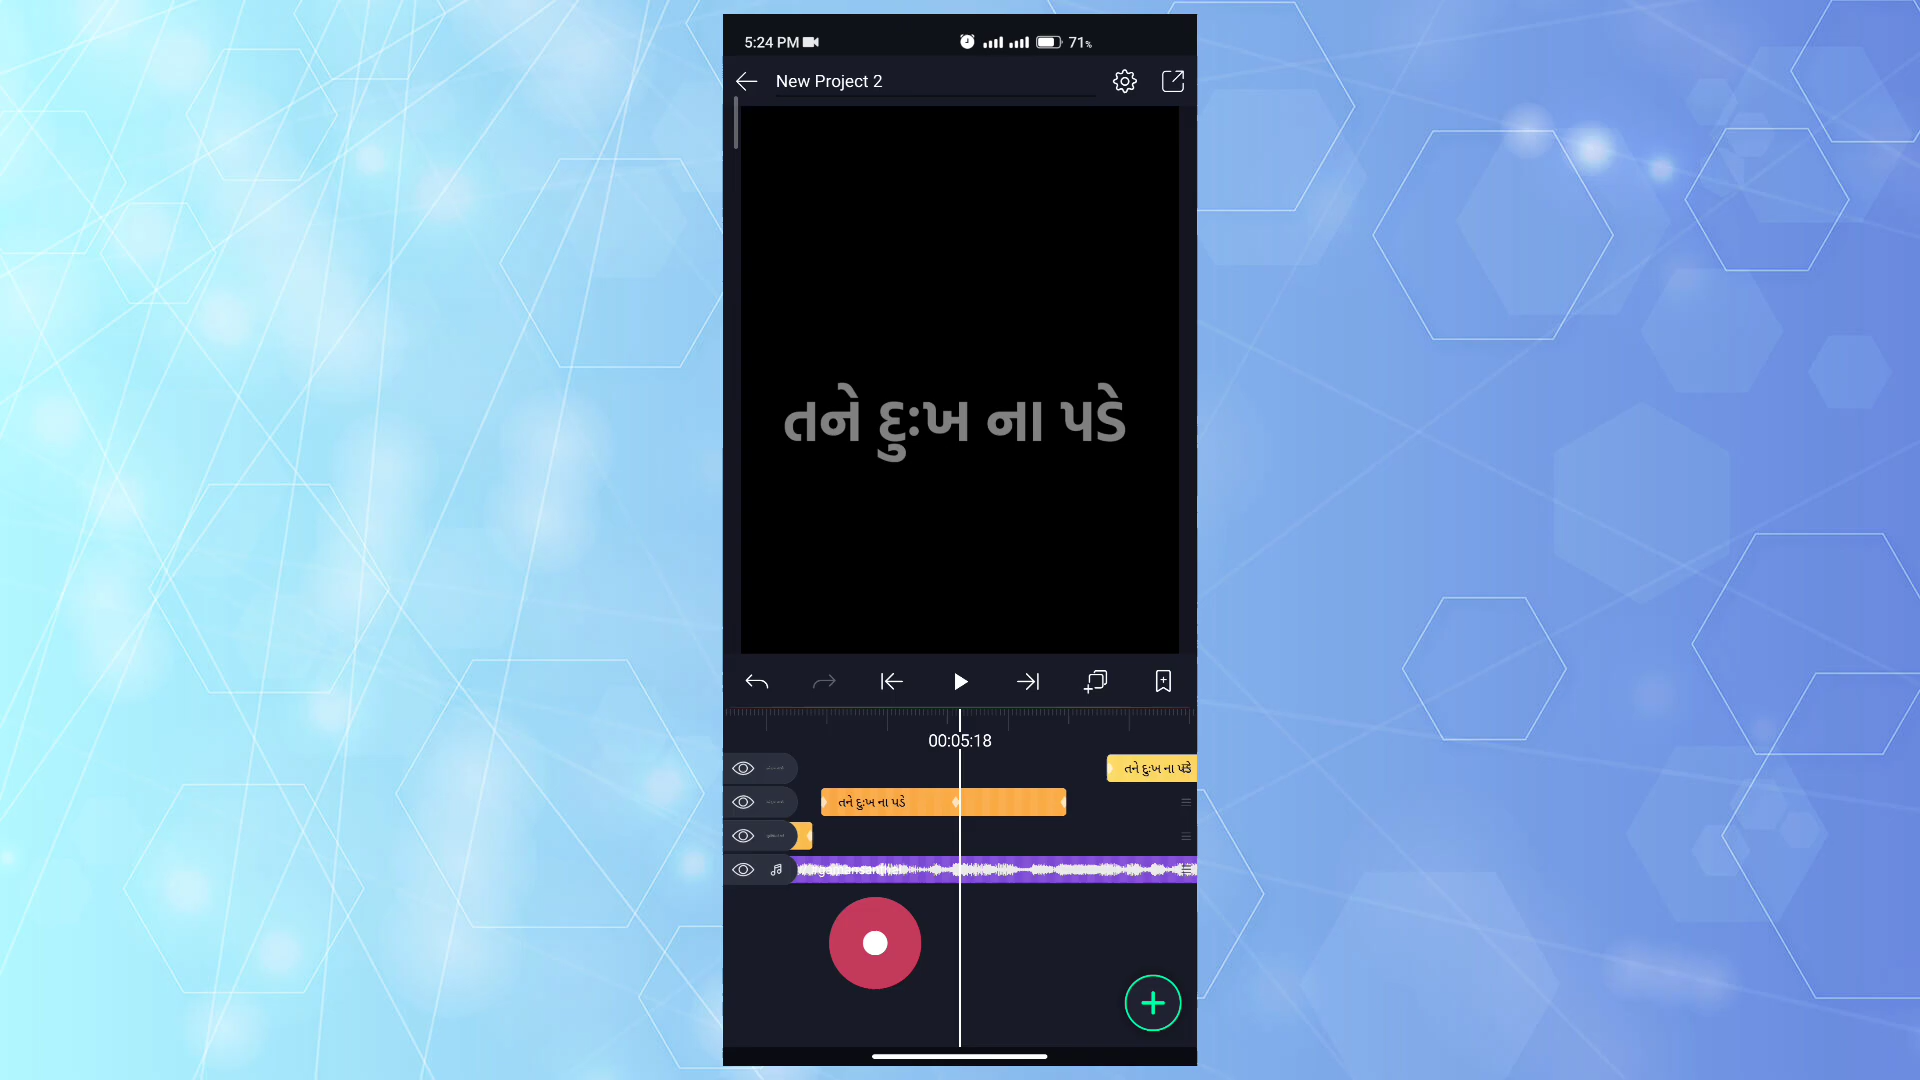 5:24 PM
71%
New Project 2
તને દુઃખ ના પડે
00:05:18
તને દુઃખ ના પડે
તને દુઃખ ના પડે